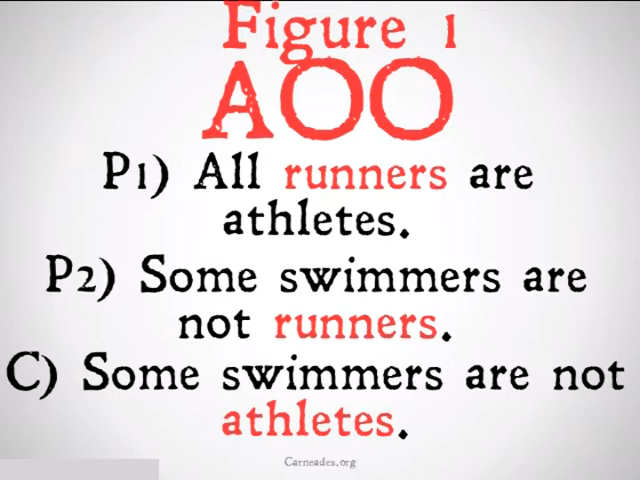 Figure 1
AOO
P1) All runners are
athletes.
P2) Some swimmers are
not runners.
C) Some swimmers are not
athletes.
Carneades.org